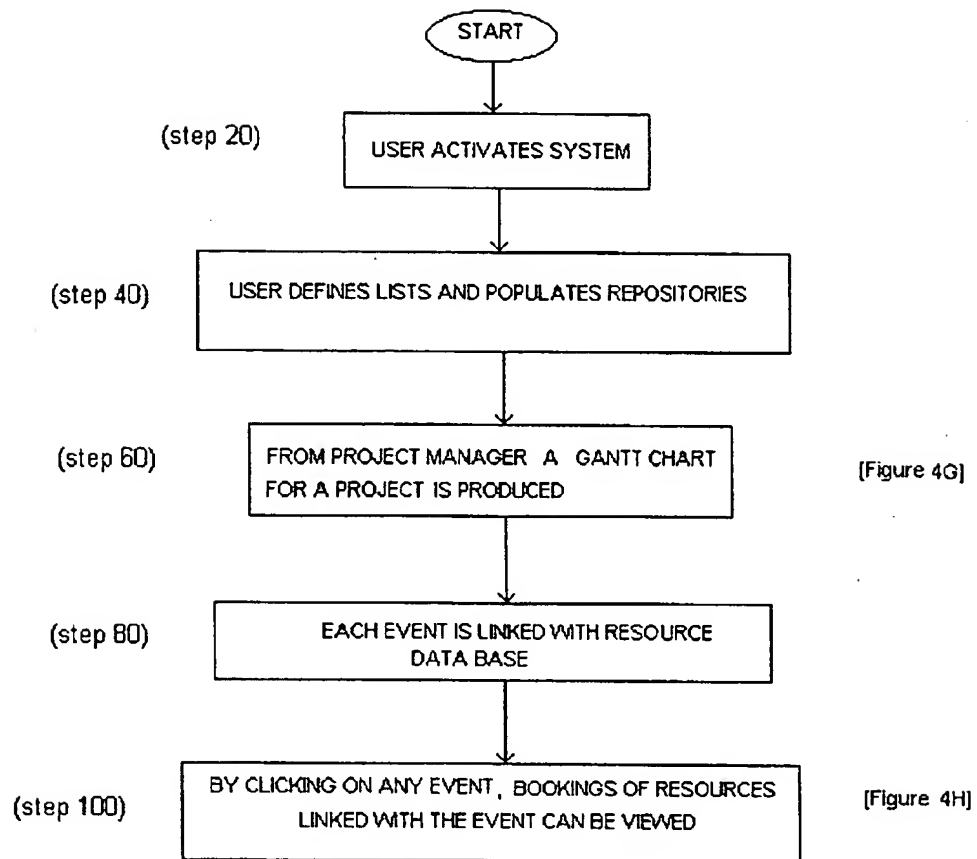 START
(step 20)
USER ACTIVATES SYSTEM
(step 40)
USER DEFINES LISTS AND POPULATES REPOSITORIES
(step 60)
FROM PROJECT MANAGER A GANTT CHART
FOR A PROJECT IS PRODUCED
[Figure 4G]
(step 80)
EACH EVENT IS LINKED WITH RESOURCE
DATA BASE
(step 100)
BY CLICKING ON ANY EVENT, BOOKINGS OF RESOURCES
LINKED WITH THE EVENT CAN BE VIEWED
[Figure 4H]